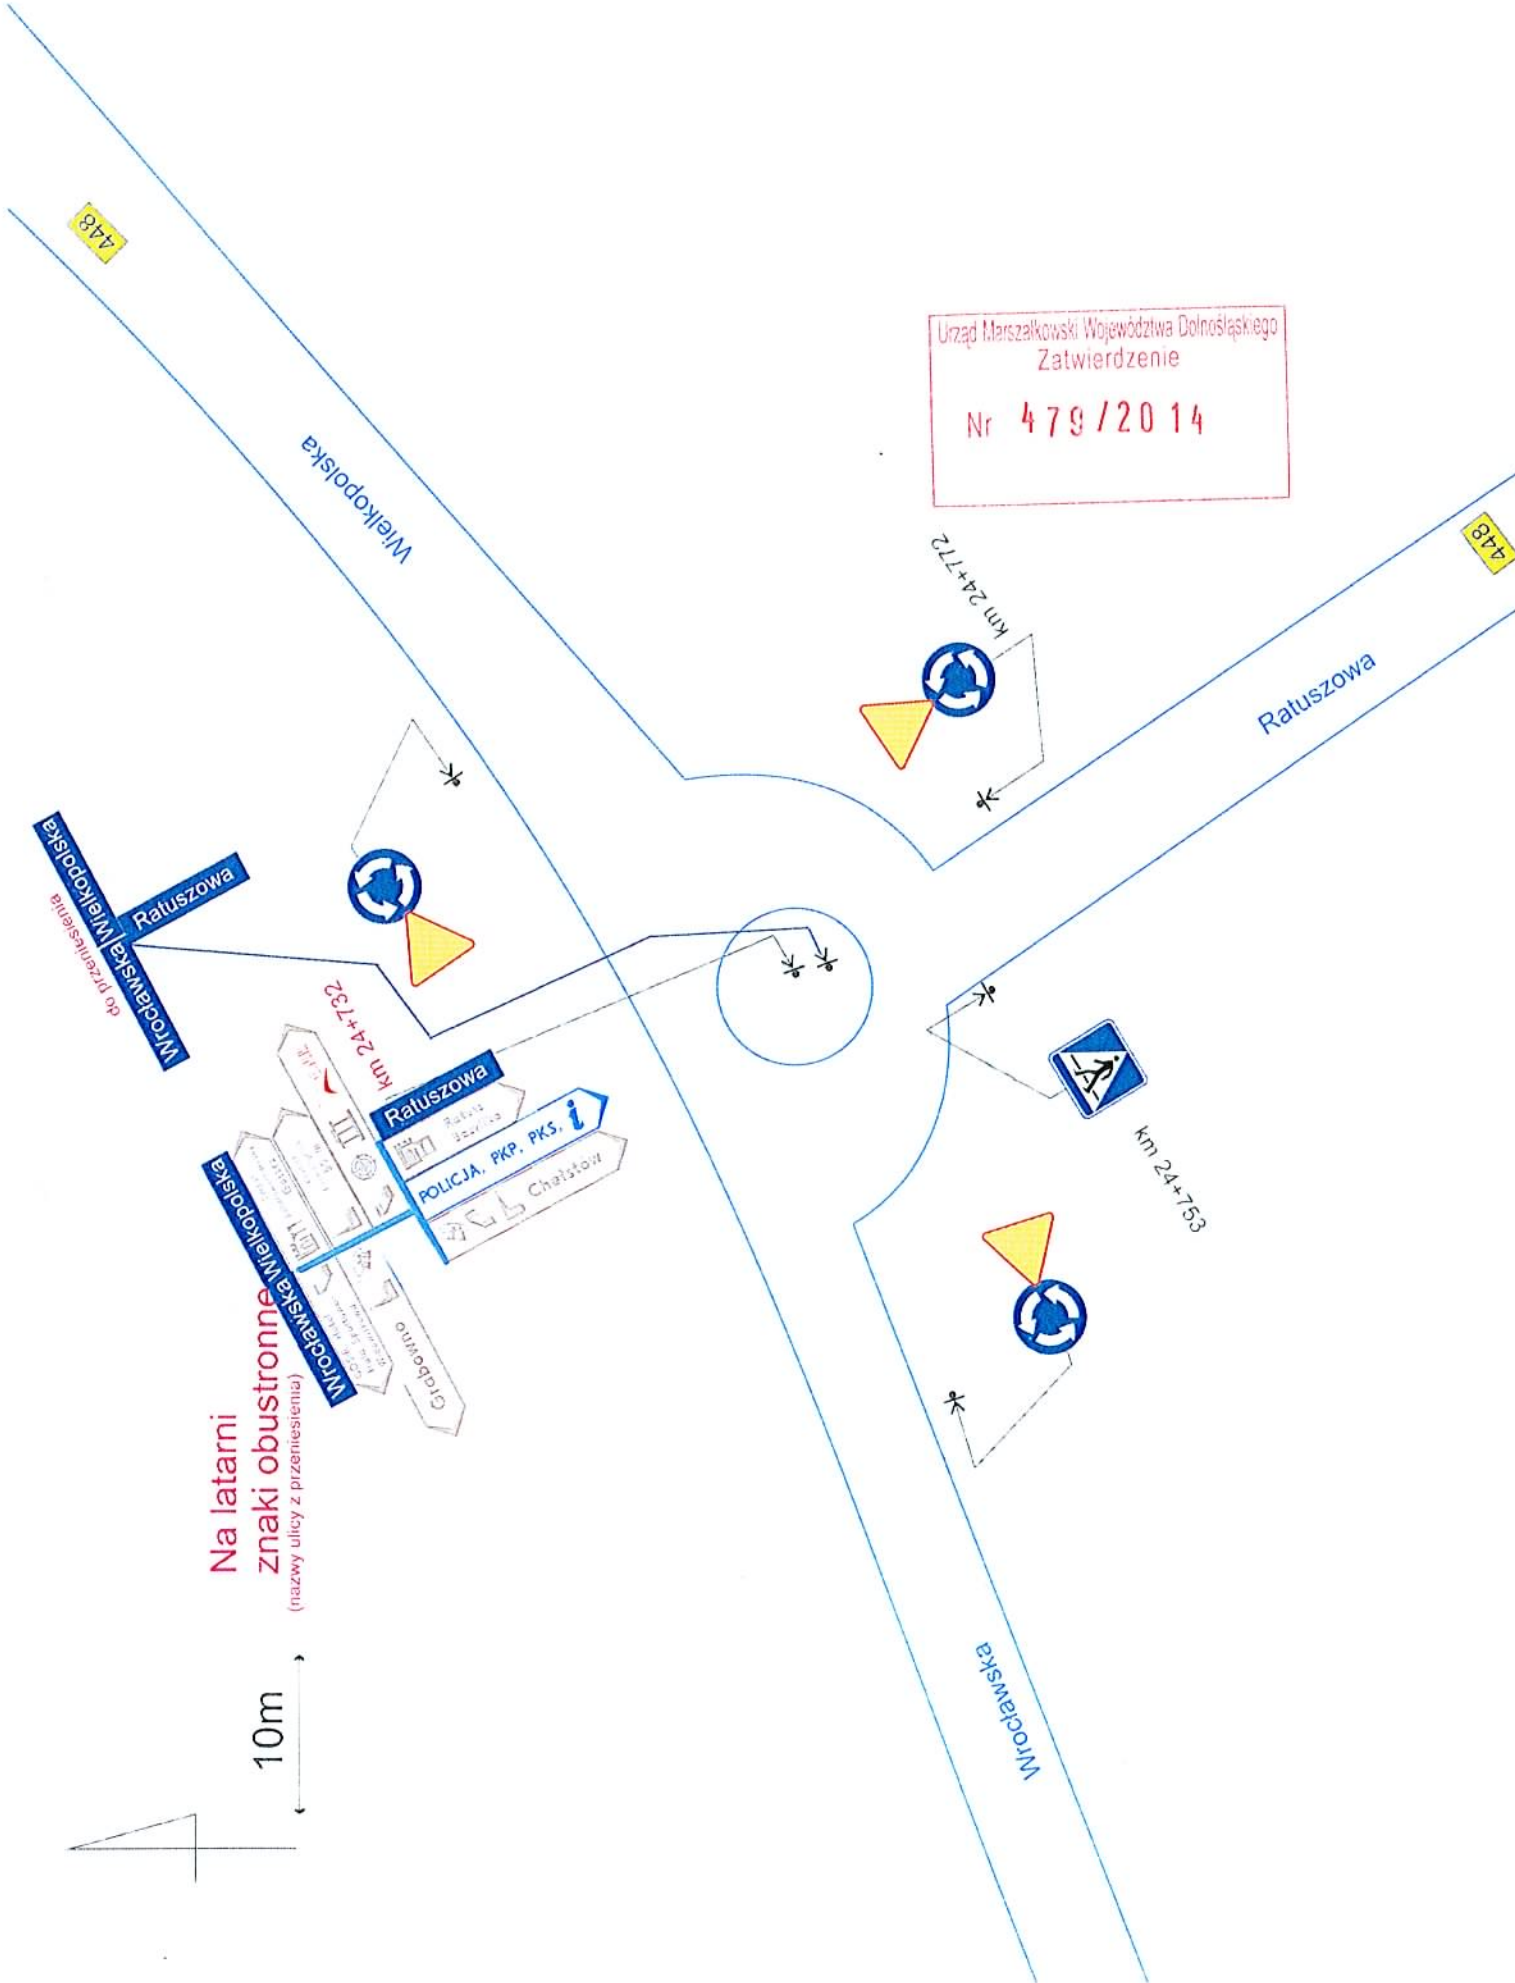 448
Wielkopolska
Urząd Marszałkowski Województwa Dolnośląskiego
Zatwierdzenie
Nr 479/2014
km 24+772
448
Ratuszowa
Wrocławska Wielkopolska
Ratuszowa
do przeniesienia
km 24+732
Ratuszowa
Ratusz
POLICJA, PKP, PKS, i
Chełstów
Wrocławska Wielkopolska
Grabowno
Na latarni
znaki obustronne
(nazwy ulicy z przeniesienia)
10m
km 24+753
Wrocławska